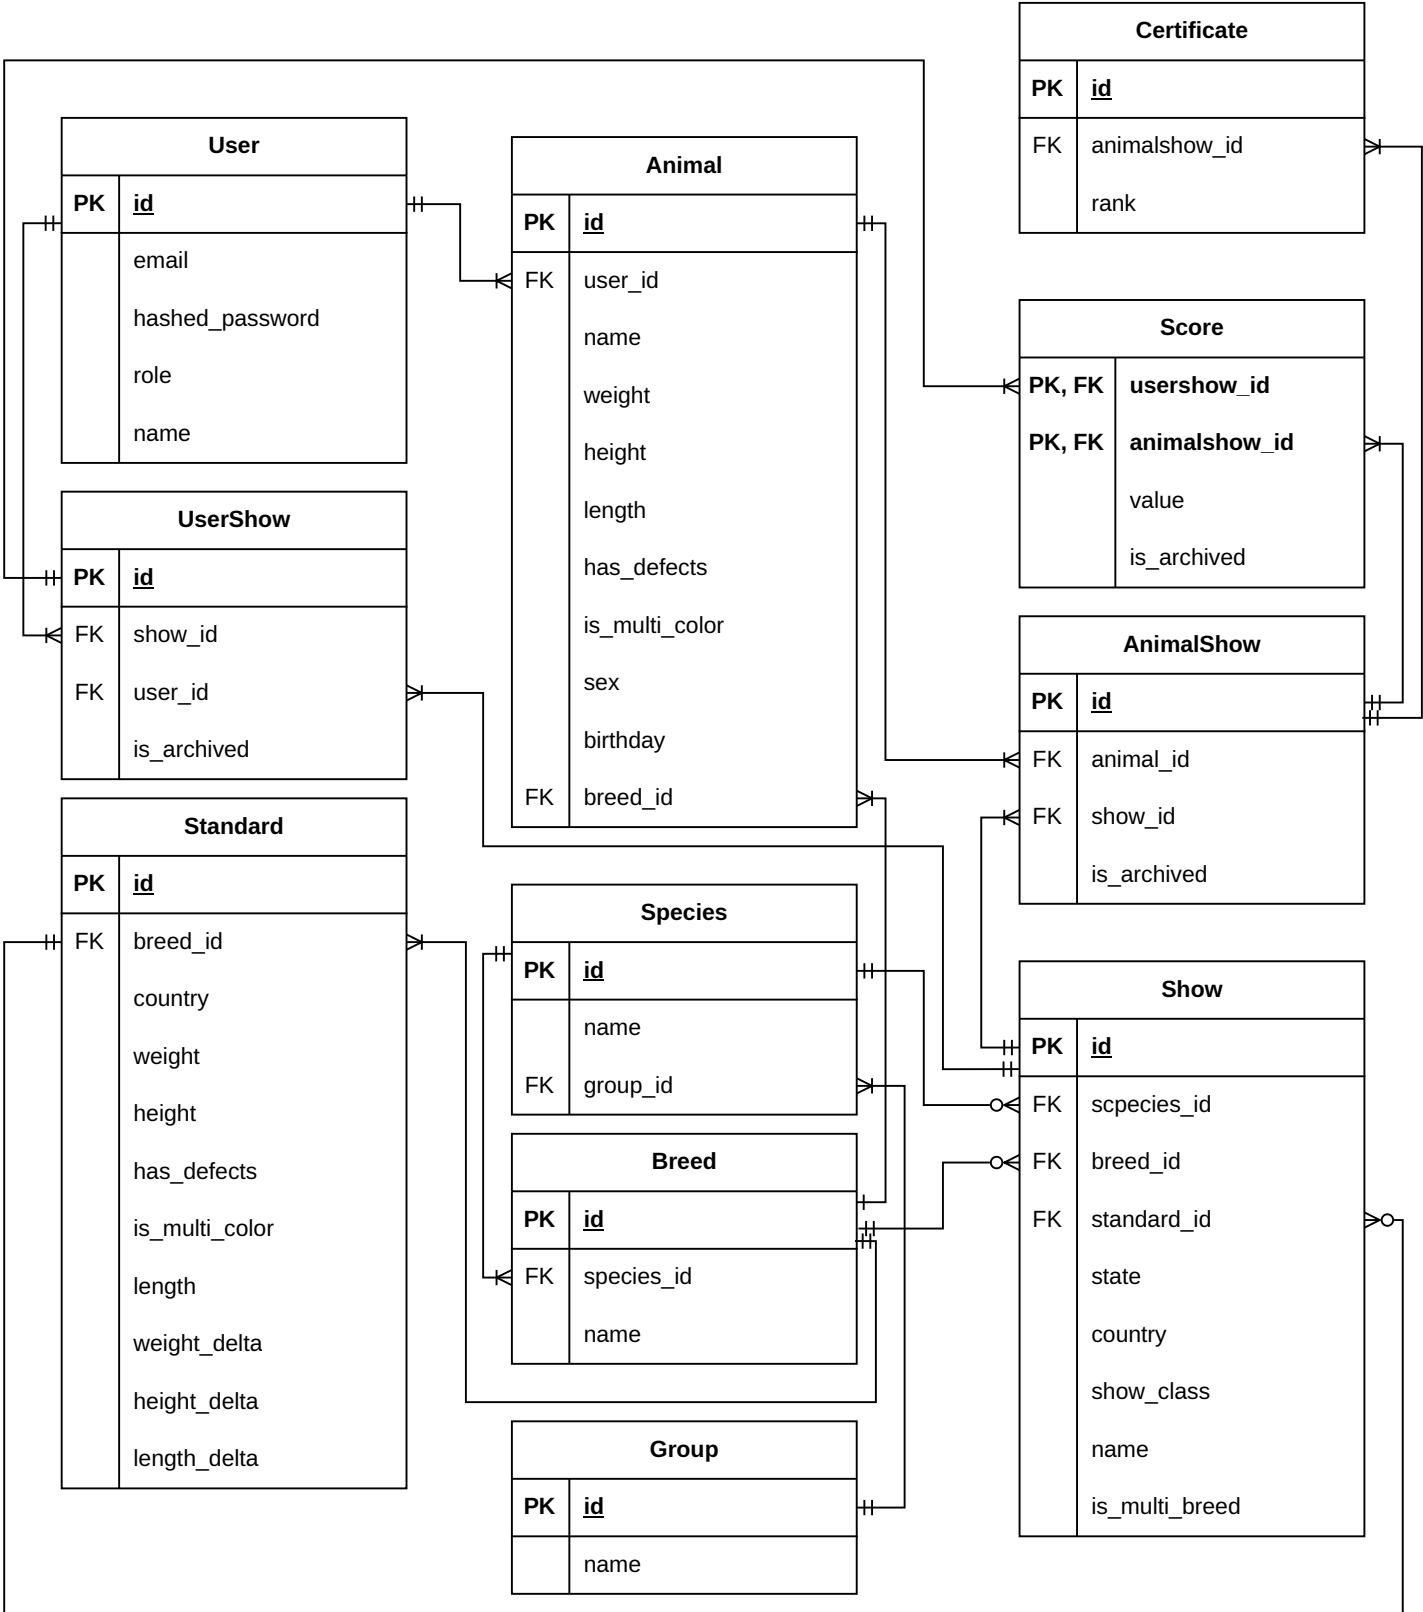 Certificate
PK id
FK animalshow_id
rank
User
PK id
email
hashed_password
role
name
Animal
PK id
FK user_id
name
weight
height
length
has_defects
is_multi_color
sex
birthday
FK breed_id
Score
PK, FK usershow_id
PK, FK animalshow_id
value
is_archived
UserShow
PK id
FK show_id
FK user_id
is_archived
AnimalShow
PK id
FK animal_id
FK show_id
is_archived
Standard
PK id
FK breed_id
country
weight
height
has_defects
is_multi_color
length
weight_delta
height_delta
length_delta
Species
PK id
name
FK group_id
Breed
PK id
FK species_id
name
Group
PK id
name
Show
PK id
FK scpecies_id
FK breed_id
FK standard_id
state
country
show_class
name
is_multi_breed